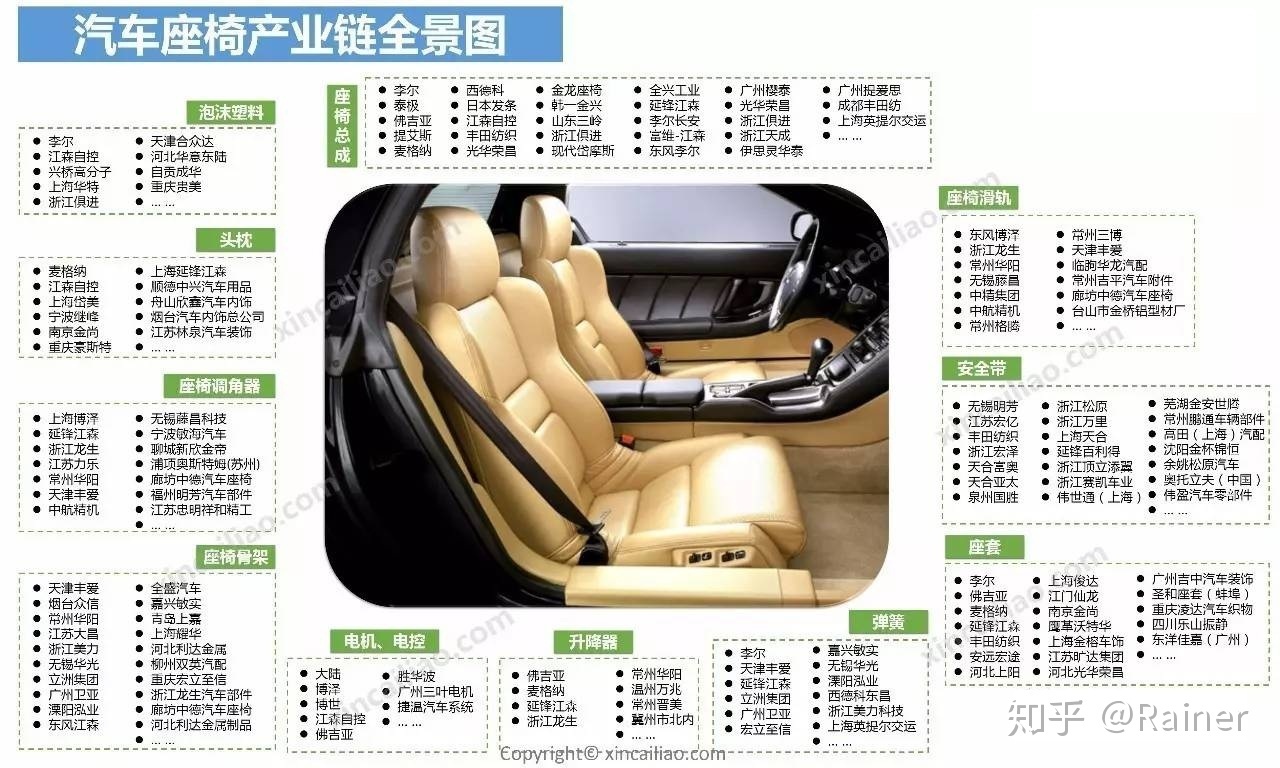 汽车座椅产业链全景图
座椅总成
李尔
泰极
佛吉亚
提艾斯
麦格纳
西德科
日本发条
江森自控
丰田纺织
光华荣昌
金龙座椅
韩一金兴
山东三岭
浙江俱进
现代岱摩斯
全兴工业
延锋江森
李尔长安
富维-江森
东风李尔
广州樱泰
光华荣昌
浙江俱进
浙江天成
伊思灵华泰
广州提爱思
成都丰田纺
上海英提尔交运
... ...
泡沫塑料
李尔
江森自控
兴桥高分子
上海华特
浙江俱进
天津合众达
河北华意东陆
自贡成华
重庆贵美
... ...
头枕
麦格纳
江森自控
上海岱美
宁波继峰
南京金尚
重庆豪斯特
上海延锋江森
顺德中兴汽车用品
舟山欣鑫汽车内饰
烟台汽车内饰总公司
江苏林泉汽车装饰
... ...
座椅调角器
上海博泽
延锋江森
浙江龙生
江苏力乐
常州华阳
天津丰爱
中航精机
无锡藤昌科技
宁波敏海汽车
聊城新欣金帝
浦项奥斯特姆(苏州)
廊坊中德汽车座椅
福州明芳汽车部件
江苏忠明祥和精工
... ...
座椅骨架
天津丰爱
烟台众信
常州华阳
江苏大昌
浙江美力
无锡华光
立洲集团
广州卫亚
溧阳泓业
东风江森
全盛汽车
嘉兴敏实
青岛上嘉
上海耀华
河北利达金属
柳州双英汽配
重庆宏立至信
浙江龙生汽车部件
廊坊中德汽车座椅
河北利达金属制品
... ...
电机、电控
大陆
博泽
博世
江森自控
佛吉亚
胜华波
广州三叶电机
捷温汽车系统
... ...
升降器
佛吉亚
麦格纳
延锋江森
浙江龙生
常州华阳
温州万兆
常州晋美
冀州市北内
... ...
弹簧
李尔
天津丰爱
延锋江森
立洲集团
广州卫亚
宏立至信
嘉兴敏实
无锡华光
溧阳泓业
西德科东昌
浙江美力科技
上海英提尔交运
... ...
座椅滑轨
东风博泽
浙江龙生
常州华阳
无锡藤昌
中精集团
中航精机
常州格腾
常州三博
天津丰爱
临朐华龙汽配
常州吉平汽车附件
廊坊中德汽车座椅
台山市金桥铝型材厂
... ...
安全带
无锡明芳
江苏宏亿
丰田纺织
浙江宏泽
天合富奥
天合亚太
泉州国胜
浙江松原
浙江万里
上海天合
延锋百利得
浙江顶立添翼
浙江赛凯车业
伟世通（上海）
芜湖金安世腾
常州鹏通车辆部件
高田（上海）汽配
沈阳金怀锦恒
余姚松原汽车
奥托立夫（中国）
伟盈汽车零部件
... ...
座套
李尔
佛吉亚
麦格纳
延锋江森
丰田纺织
安远宏途
河北上阳
上海俊达
江门仙龙
南京金尚
鹰革沃特华
上海金榕车饰
江苏旷达集团
河北光华荣昌
广州吉中汽车装饰
圣和座套（蚌埠）
重庆凌达汽车织物
四川乐山振静
东洋佳嘉（广州）
... ...
xincailiao.com
xincailiao.com
xincailiao.com
xincailiao.com
xincailiao.com
xincailiao.com
知乎 @Rainer
Copyright© xincailiao.com